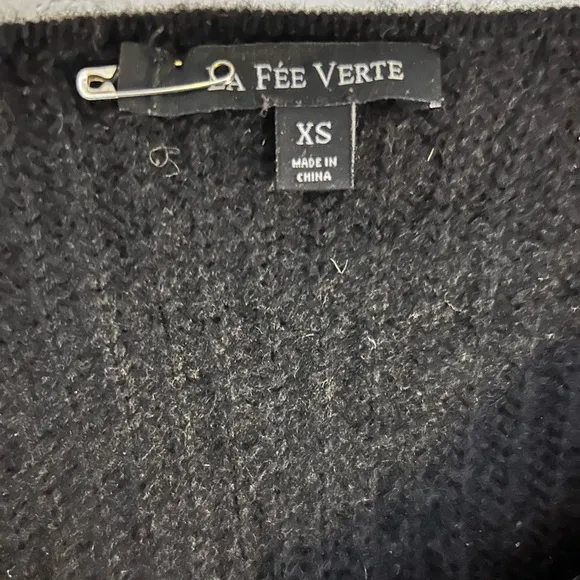 LA FÉE VERTE
XS
MADE IN
CHINA